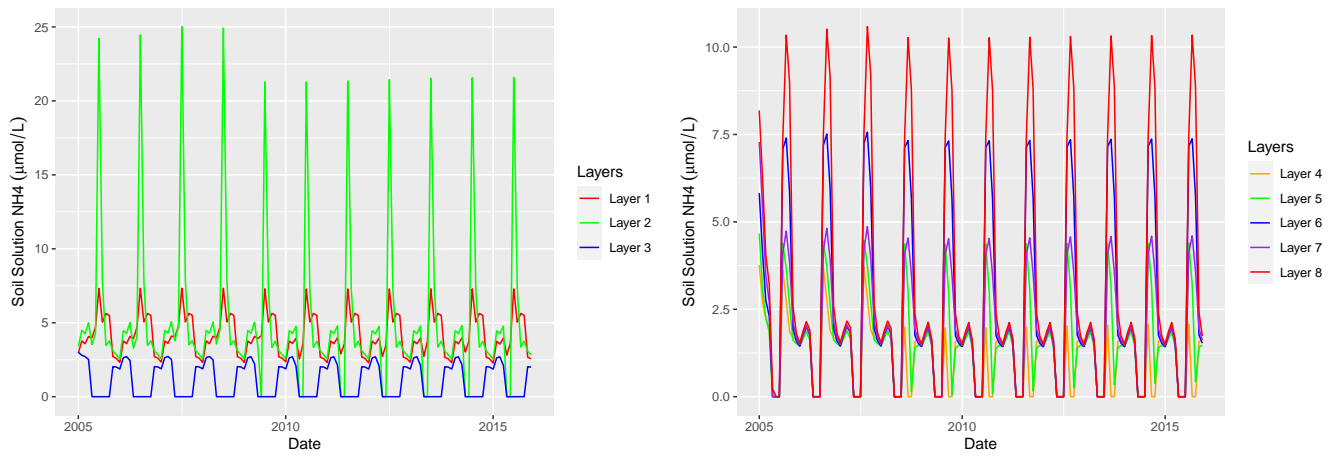 Soil Solution NH4 (μmol/L)
25
20
15
10
5
0
2005
2010
2015
Date
Layers
Layer 1
Layer 2
Layer 3
Soil Solution NH4 (μmol/L)
10.0
7.5
5.0
2.5
0.0
2005
2010
2015
Date
Layers
Layer 4
Layer 5
Layer 6
Layer 7
Layer 8